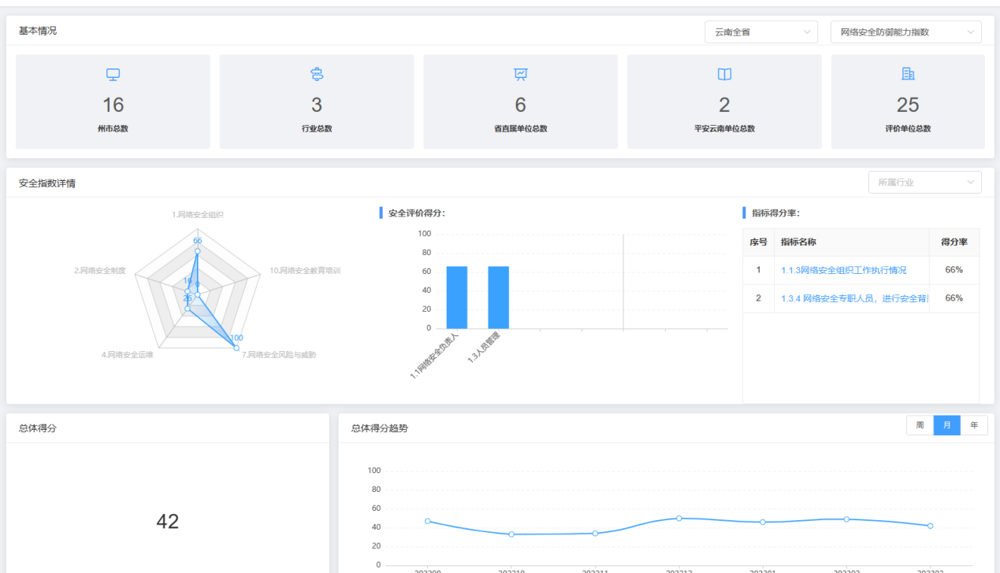 基本情况
云南全省
网络安全防御能力指数
16
3
6
2
25
州市总数
行业总数
省直属单位总数
平安云南单位总数
评价单位总数
安全指数详情
所属行业
1.网络安全组织
2.网络安全制度
10.网络安全教育培训
4.网络安全运维
7.网络安全风险与威胁
66
16
0
25
100
安全评价得分:
100
80
60
40
20
0
1.1网络安全负责人
1.3人员管理
指标得分率:
序号 指标名称 得分率
1 1.1.3网络安全组织工作执行情况 66%
2 1.3.4 网络安全专职人员，进行安全背 66%
总体得分
42
总体得分趋势
周 月 年
100
80
60
40
20
0